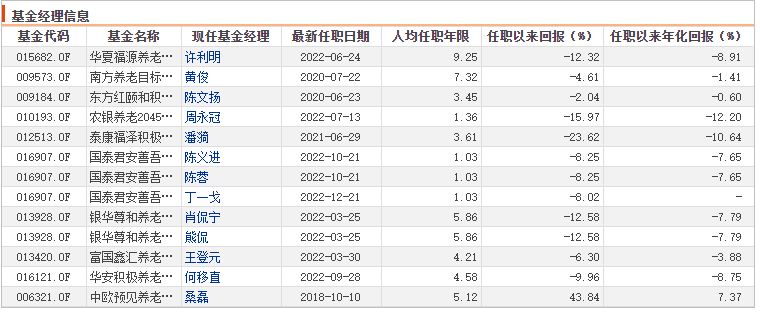 基金经理信息
基金代码 基金名称 现任基金经理 最新任职日期 人均任职年限 任职以来回报（%） 任职以来年化回报（%）
015682.OF 华夏福源养老… 许利明 2022-06-24 9.25 -12.32 -8.91
009573.OF 南方养老目标… 黄俊 2020-07-22 7.32 -4.61 -1.41
009184.OF 东方红颐和积… 陈文扬 2020-06-23 3.45 -2.04 -0.60
010193.OF 农银养老2045… 周永冠 2022-07-13 1.36 -15.97 -12.20
012513.OF 泰康福泽积极… 潘漪 2021-06-29 3.61 -23.62 -10.64
016907.OF 国泰君安善吾… 陈义进 2022-10-21 1.03 -8.25 -7.65
016907.OF 国泰君安善吾… 陈蓉 2022-10-21 1.03 -8.25 -7.65
016907.OF 国泰君安善吾… 丁一戈 2022-12-21 1.03 -8.02 -
013928.OF 银华尊和养老… 肖侃宁 2022-03-25 5.86 -12.58 -7.79
013928.OF 银华尊和养老… 熊侃 2022-03-25 5.86 -12.58 -7.79
013420.OF 富国鑫汇养老… 王登元 2022-03-30 4.21 -6.30 -3.88
016121.OF 华安积极养老… 何移直 2022-09-28 4.58 -9.96 -8.75
006321.OF 中欧预见养老… 桑磊 2018-10-10 5.12 43.84 7.37